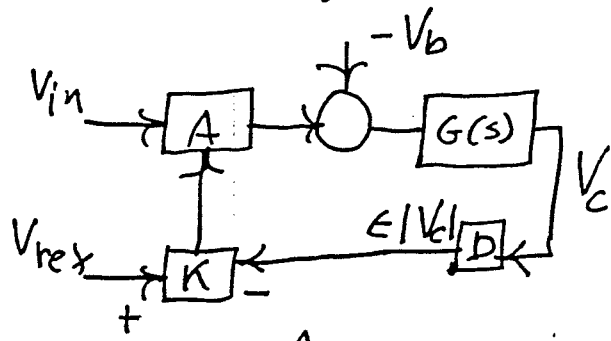 - V_b
V_in
A
G(s)
V_c
ε|V_c|
D
V_ref
K
+
-